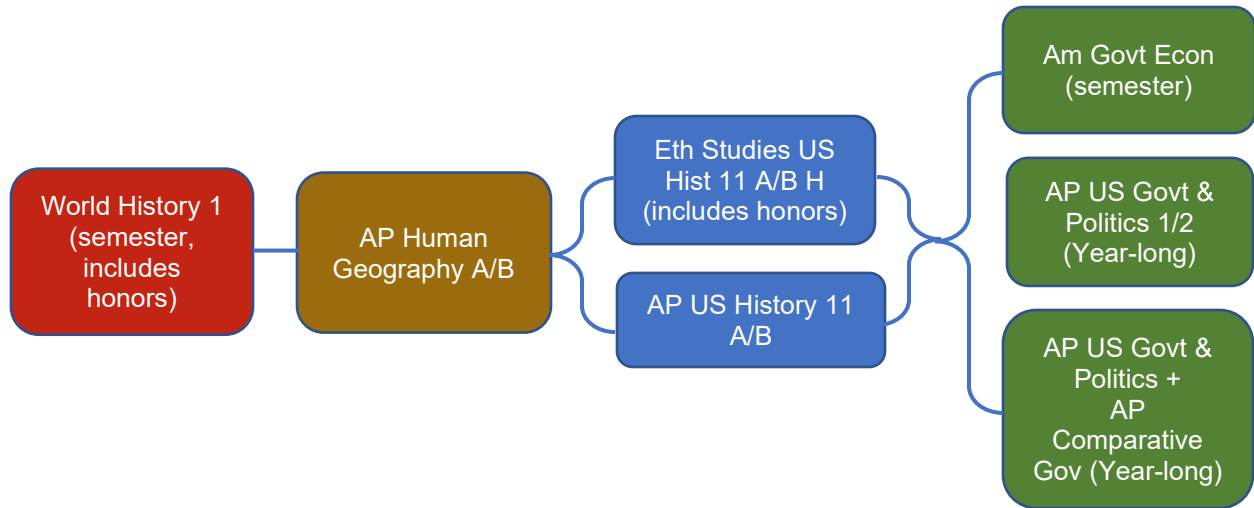 World History 1
(semester,
includes
honors)
AP Human
Geography A/B
Eth Studies US
Hist 11 A/B H
(includes honors)
AP US History 11
A/B
Am Govt Econ
(semester)
AP US Govt &
Politics 1/2
(Year-long)
AP US Govt &
Politics +
AP
Comparative
Gov (Year-long)